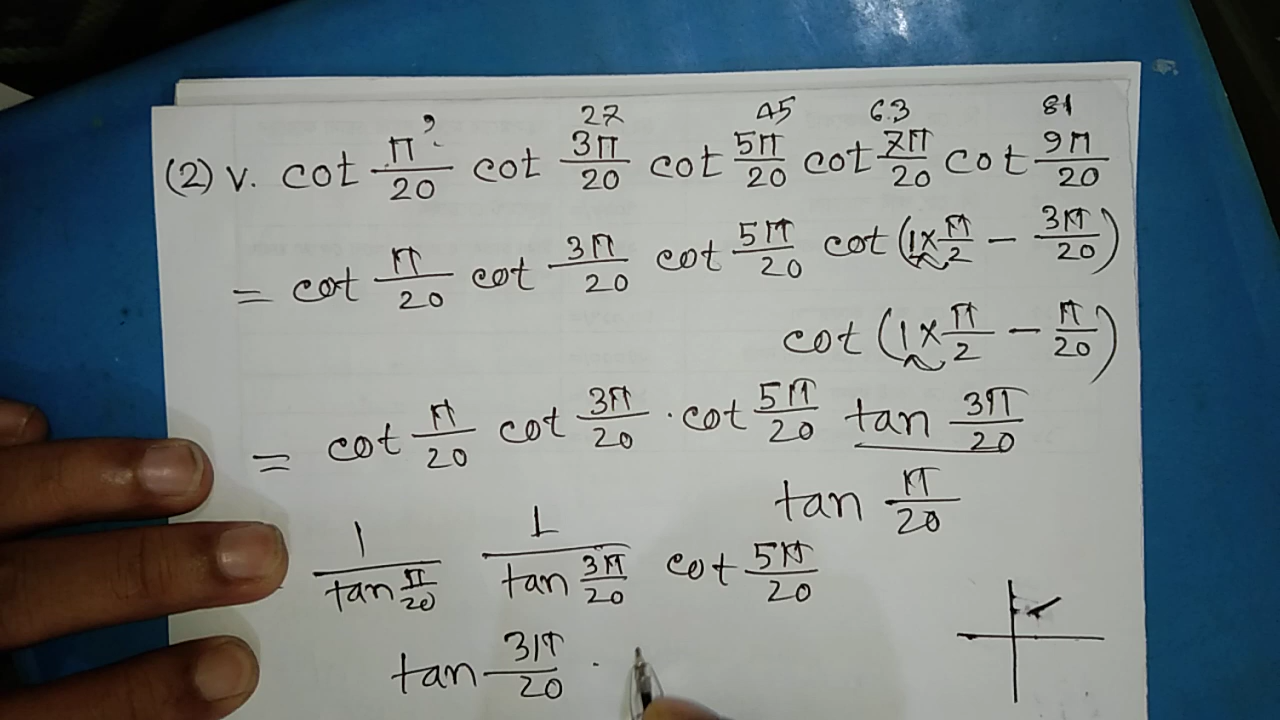 9 27 45 63 81
(2) v. cot π/20 cot 3π/20 cot 5π/20 cot 7π/20 cot 9π/20
= cot π/20 cot 3π/20 cot 5π/20 cot (1×π/2 − 3π/20)
cot (1×π/2 − π/20)
= cot π/20 cot 3π/20 · cot 5π/20 tan 3π/20
tan π/20
1/tan π/20 1/tan 3π/20 cot 5π/20
tan 3π/20 ·